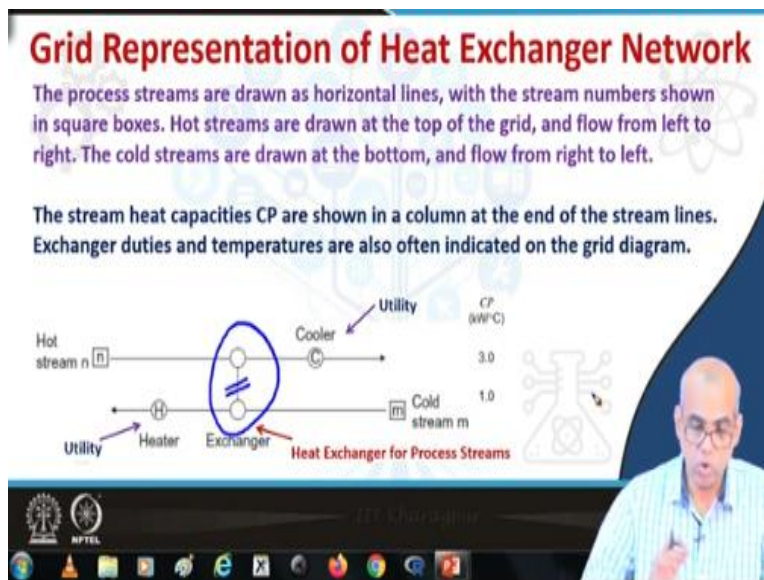 Grid Representation of Heat Exchanger Network
The process streams are drawn as horizontal lines, with the stream numbers shown
in square boxes. Hot streams are drawn at the top of the grid, and flow from left to
right. The cold streams are drawn at the bottom, and flow from right to left.
The stream heat capacities CP are shown in a column at the end of the stream lines.
Exchanger duties and temperatures are also often indicated on the grid diagram.
Utility
CP
(kW/°C)
Hot
stream n
n
Cooler
C
3.0
H
m
Cold
stream m
1.0
Utility
Heater
Exchanger
Heat Exchanger for Process Streams
NPTEL